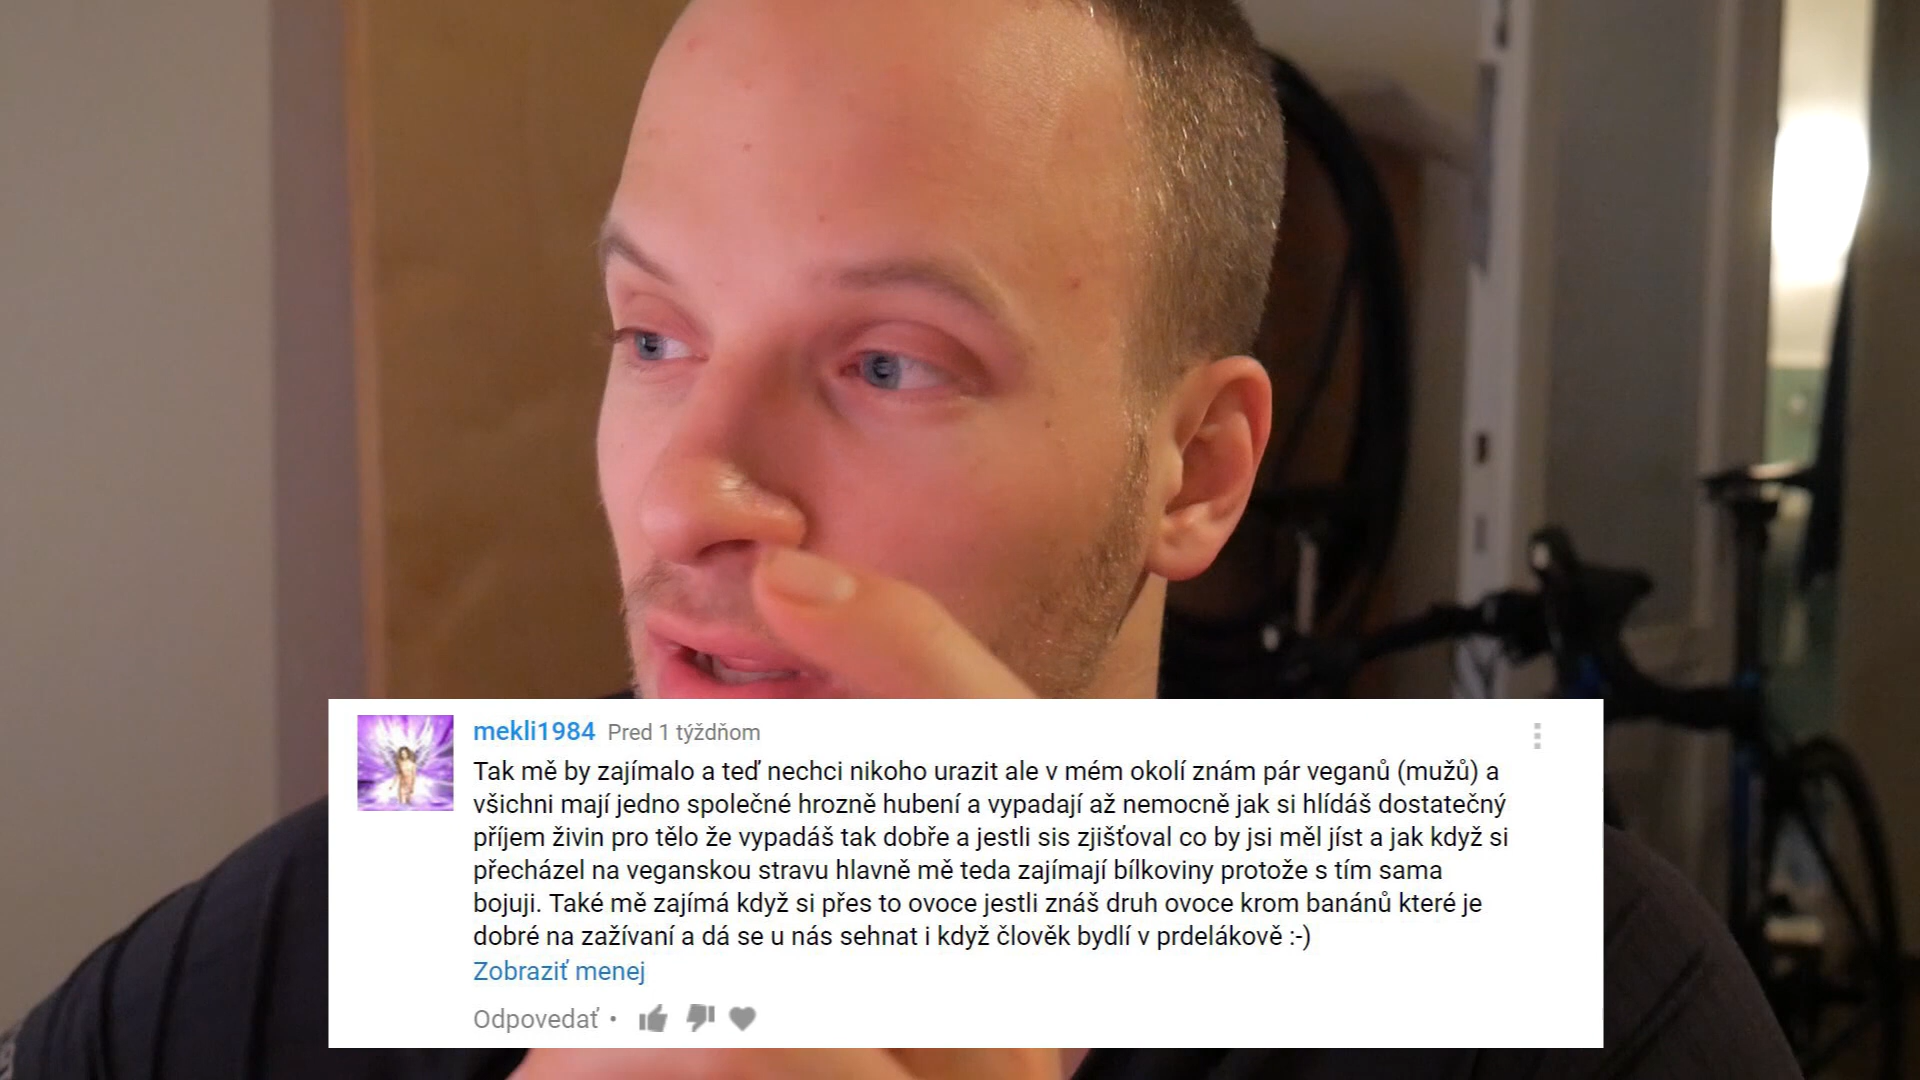 mekli1984 Pred 1 týždňom
Tak mě by zajímalo a teď nechci nikoho urazit ale v mém okolí znám pár veganů (mužů) a
všichni mají jedno společné hrozně hubení a vypadají až nemocně jak si hlídáš dostatečný
příjem živin pro tělo že vypadáš tak dobře a jestli sis zjišťoval co by jsi měl jíst a jak když si
přecházel na veganskou stravu hlavně mě teda zajímají bílkoviny protože s tím sama
bojuji. Také mě zajímá když si přes to ovoce jestli znáš druh ovoce krom banánů které je
dobré na zažívaní a dá se u nás sehnat i když člověk bydlí v prdelákově :-)
Zobraziť menej
Odpovedať •